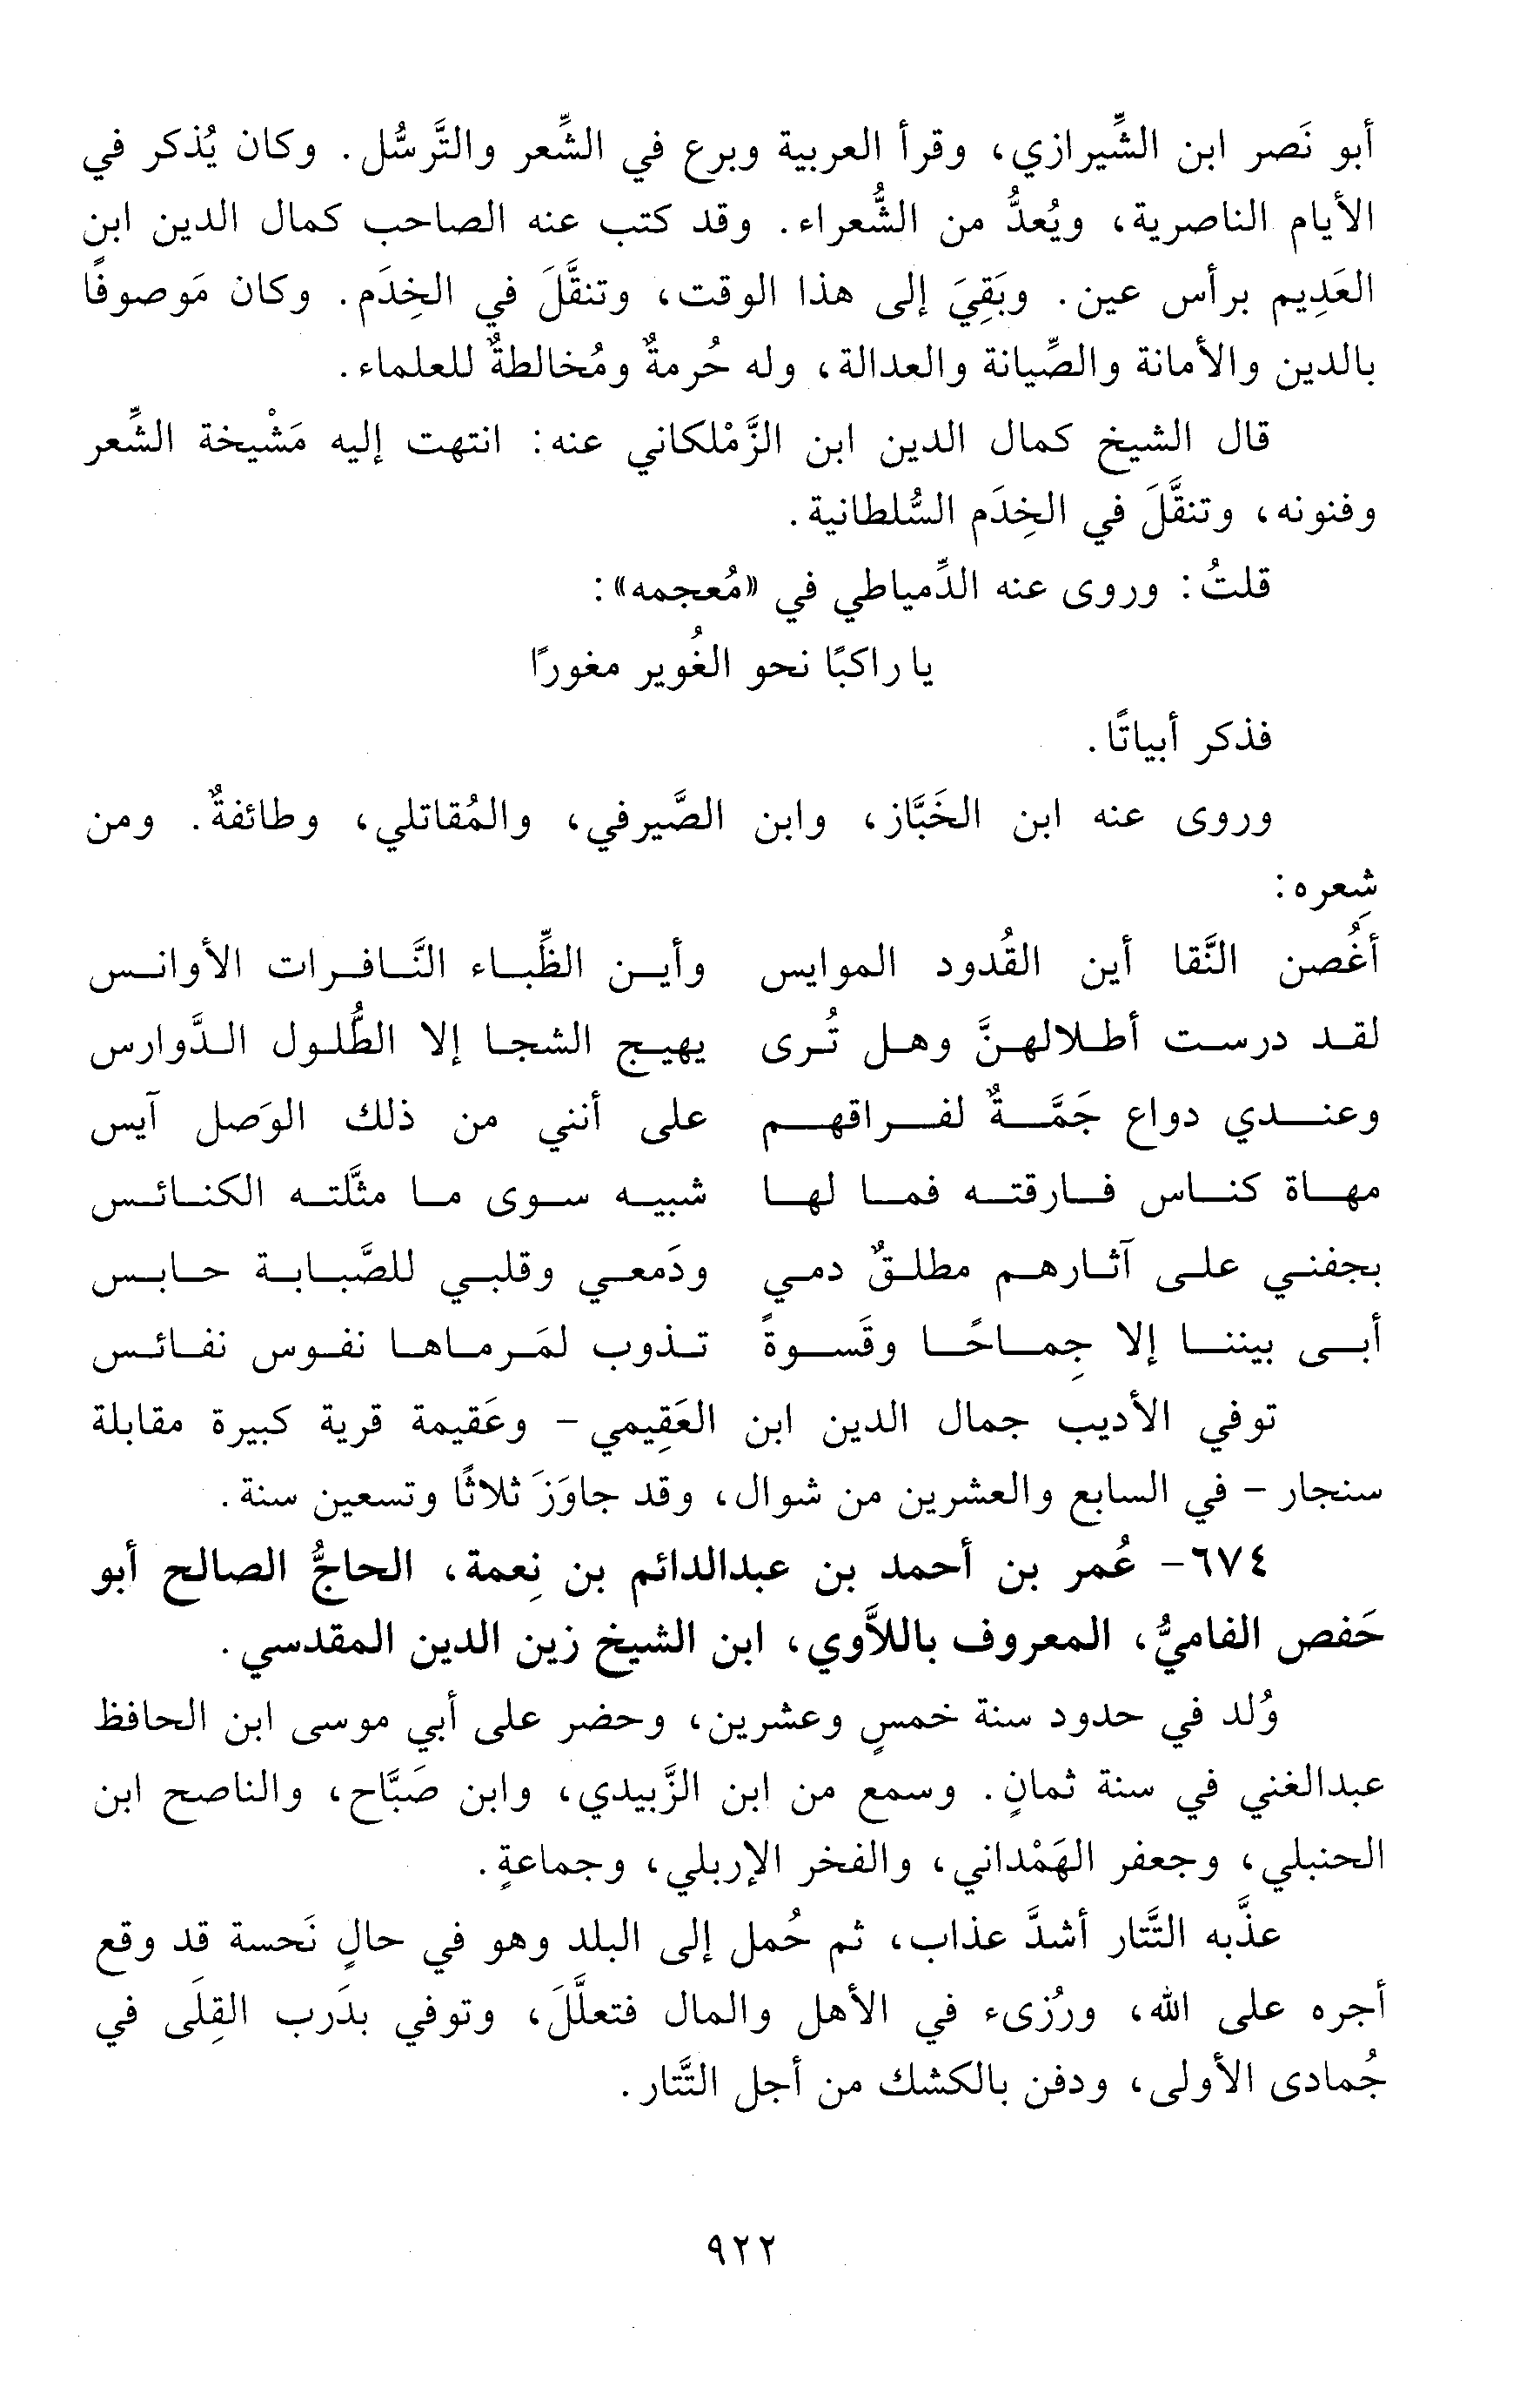 أبو نَصر ابن الشِّيرازي، وقرأ العربية وبرع في الشِّعر والتَّرسُّل. وكان يُذكر في
الأيام الناصرية، ويُعدُّ من الشُّعراء. وقد كتب عنه الصاحب كمال الدين ابن
العَدِيم برأس عين. وبَقِيَ إلى هذا الوقت، وتنقَّلَ في الخِدَم. وكان مَوصوفًا
بالدين والأمانة والصِّيانة والعدالة، وله حُرمةٌ ومُخالطةٌ للعلماء.
قال الشيخ كمال الدين ابن الزَّمْلكاني عنه: انتهت إليه مَشْيخة الشِّعر
وفنونه، وتنقَّلَ في الخِدَم السُّلطانية.
قلتُ: وروى عنه الدِّمياطي في «مُعجمه»:
يا راكبًا نحو الغُوير مغورًا
فذكر أبياتًا.
وروى عنه ابن الخَبَّاز، وابن الصَّيرفي، والمُقاتلي، وطائفةٌ. ومن
شِعره:
أغُصن النَّقا أين القُدود الموايس وأين الظِّباء النَّافرات الأوانس
لقد درست أطلالهنَّ وهل تُرى يهيج الشجا إلا الطُّلول الدَّوارس
وعندي دواع جَمَّةٌ لفراقهم على أنني من ذلك الوَصل آيس
مهاة كناس فارقته فما لها شبيه سوى ما مثَّلته الكنائس
بجفني على آثارهم مطلقٌ دمي ودَمعي وقلبي للصَّبابة حابس
أبى بيننا إلا جِماحًا وقَسوةً تذوب لمَرماها نفوس نفائس
توفي الأديب جمال الدين ابن العَقِيمي - وعَقيمة قرية كبيرة مقابلة
سنجار - في السابع والعشرين من شوال، وقد جاوَزَ ثلاثًا وتسعين سنة.
٦٧٤- عُمر بن أحمد بن عبدالدائم بن نِعمة، الحاجُّ الصالح أبو
حَفص الفاميُّ، المعروف باللاَّوي، ابن الشيخ زين الدين المقدسي.
وُلد في حدود سنة خمسٍ وعشرين، وحضر على أبي موسى ابن الحافظ
عبدالغني في سنة ثمانٍ. وسمع من ابن الزَّبيدي، وابن صَبَّاح، والناصح ابن
الحنبلي، وجعفر الهَمْداني، والفخر الإربلي، وجماعةٍ.
عذَّبه التَّتار أشدَّ عذاب، ثم حُمل إلى البلد وهو في حالٍ نَحسة قد وقع
أجره على الله، ورُزىء في الأهل والمال فتعلَّلَ، وتوفي بدَرب القِلَى في
جُمادى الأولى، ودفن بالكشك من أجل التَّتار.
٩٢٢